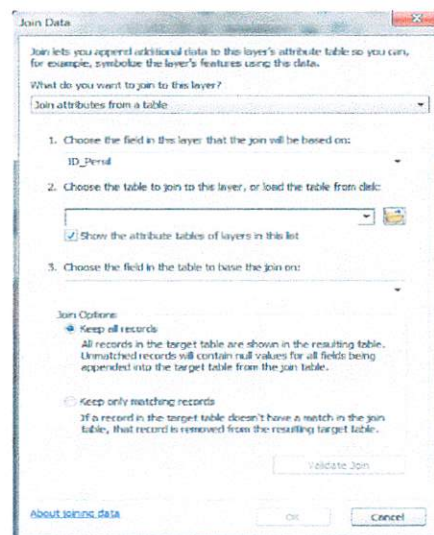 Join Data
Join lets you append additional data to this layer's attribute table so you can,
for example, symbolize the layer's features using this data.
What do you want to join to this layer?
Join attributes from a table
1. Choose the field in this layer that the join will be based on:
ID_Persil
2. Choose the table to join to this layer, or load the table from disk:
Show the attribute tables of layers in this list
3. Choose the field in the table to base the join on:
Join Options
Keep all records
All records in the target table are shown in the resulting table.
Unmatched records will contain null values for all fields being
appended into the target table from the join table.
Keep only matching records
If a record in the target table doesn't have a match in the join
table, that record is removed from the resulting target table.
Validate Join
About joining data
OK
Cancel